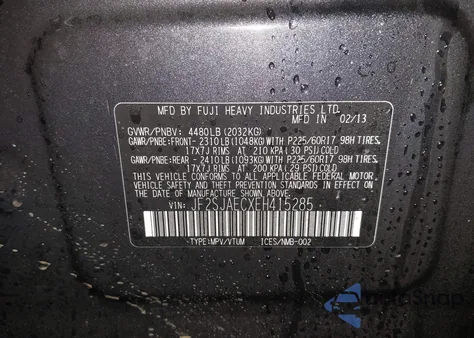 MFD BY FUJI HEAVY INDUSTRIES LTD.
MFD IN 02/13
GVWR/PNBV: 4480LB (2032KG)
GAWR/PNBE:FRONT - 2310LB (1048KG) WITH P225/60R17 98H TIRES,
17X7J RIMS AT 210 KPA (30 PSI) COLD
GAWR/PNBE:REAR - 2410LB (1093KG) WITH P225/60R17 98H TIRES,
17X7J RIMS AT 200 KPA (29 PSI) COLD
THIS VEHICLE CONFORMS TO ALL APPLICABLE FEDERAL
MOTOR VEHICLE SAFETY STANDARDS IN EFFECT ON THE
DATE OF MANUFACTURE SHOWN ABOVE.
VIN: JF2SJAECXEH415285
TYPE:MPV/VTUM ICES/NMB-002
AutoSnap